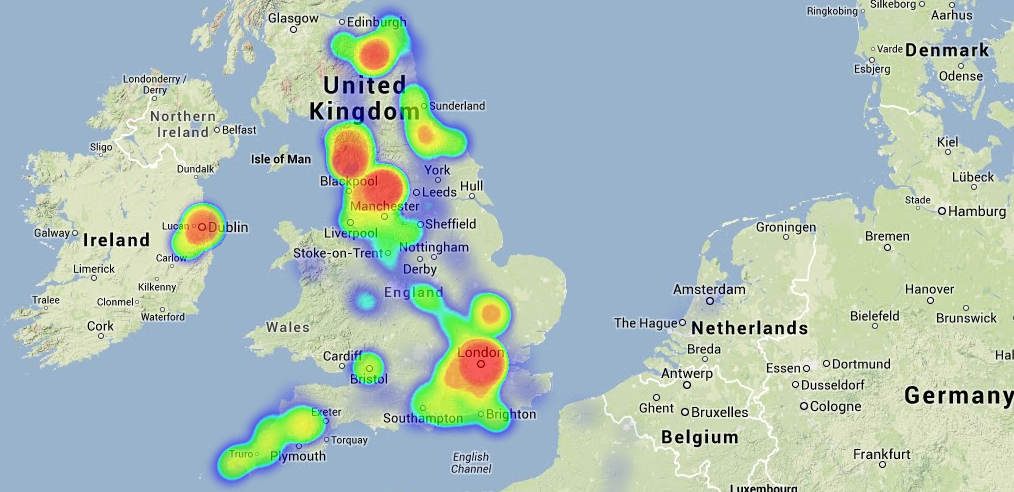 Glasgow
Edinburgh
Ringkobing
Silkeborg
Aarhus
Varde
Denmark
Esbjerg
Odense
Londonderry /
Derry
United
Kingdom
Sunderland
Northern
Ireland
Belfast
Sligo
Isle of Man
Kiel
Dundalk
York
Blackpool
Leeds
Hull
Lübeck
Manchester
Stade
Hamburg
Galway
Lucan
Dublin
Ireland
Liverpool
Sheffield
Groningen
Bremen
Stoke-on-Trent
Nottingham
Carlow
Derby
Limerick
Kilkenny
England
Amsterdam
Hanover
Tralee
Clonmel
Waterford
Cork
Wales
The Hague
Netherlands
Bielefeld
Brunswick
London
Cardiff
Breda
Essen
Dortmund
Hal
Bristol
Antwerp
Dusseldorf
Germany
Exeter
Southampton
Brighton
Ghent
Bruxelles
Cologne
Torquay
Belgium
Truro
Plymouth
English
Channel
Frankfurt
Luxembourg